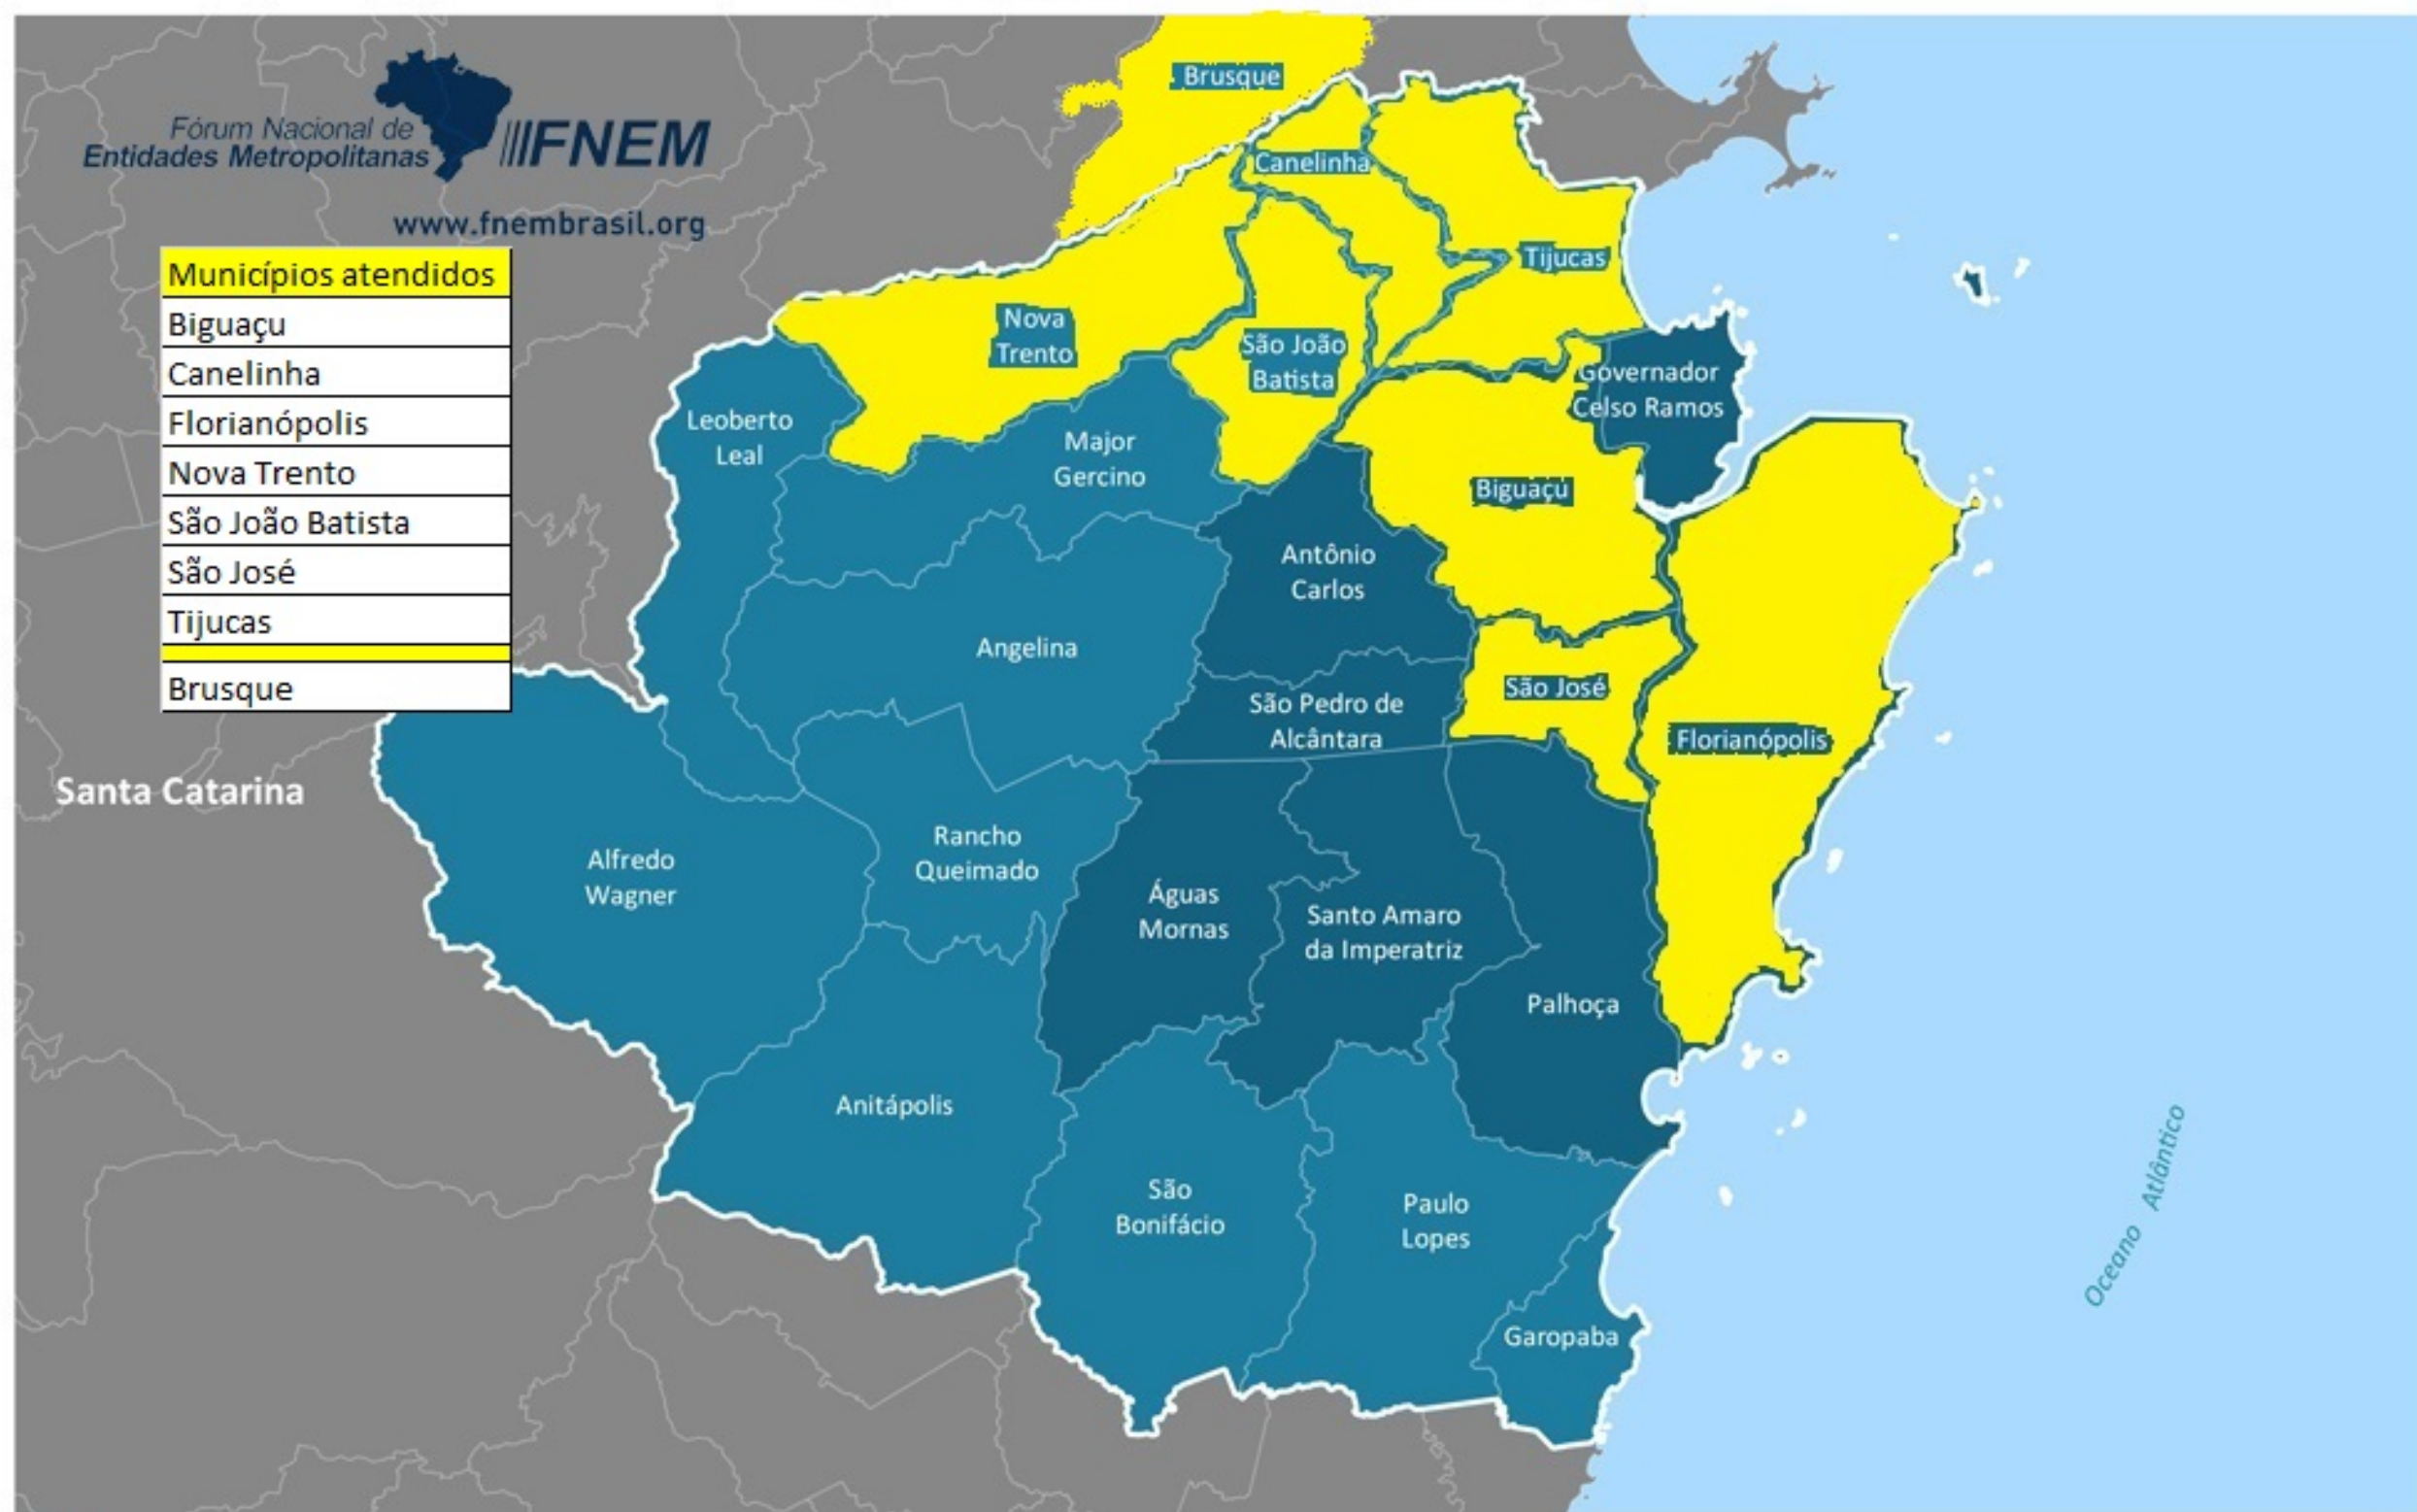 Brusque
Fórum Nacional de
Entidades Metropolitanas
FNEM
www.fnembrasil.org
Canelinha
Tijucas
Municípios atendidos
Biguaçu
Canelinha
Florianópolis
Nova Trento
São João Batista
São José
Tijucas
Brusque
Nova
Trento
São João
Batista
Governador
Celso Ramos
Leoberto
Leal
Major
Gercino
Biguaçu
Antônio
Carlos
Angelina
São José
São Pedro de
Alcântara
Florianópolis
Santa Catarina
Alfredo
Wagner
Rancho
Queimado
Águas
Mornas
Santo Amaro
da Imperatriz
Palhoça
Anitápolis
São
Bonifácio
Paulo
Lopes
Oceano Atlântico
Garopaba